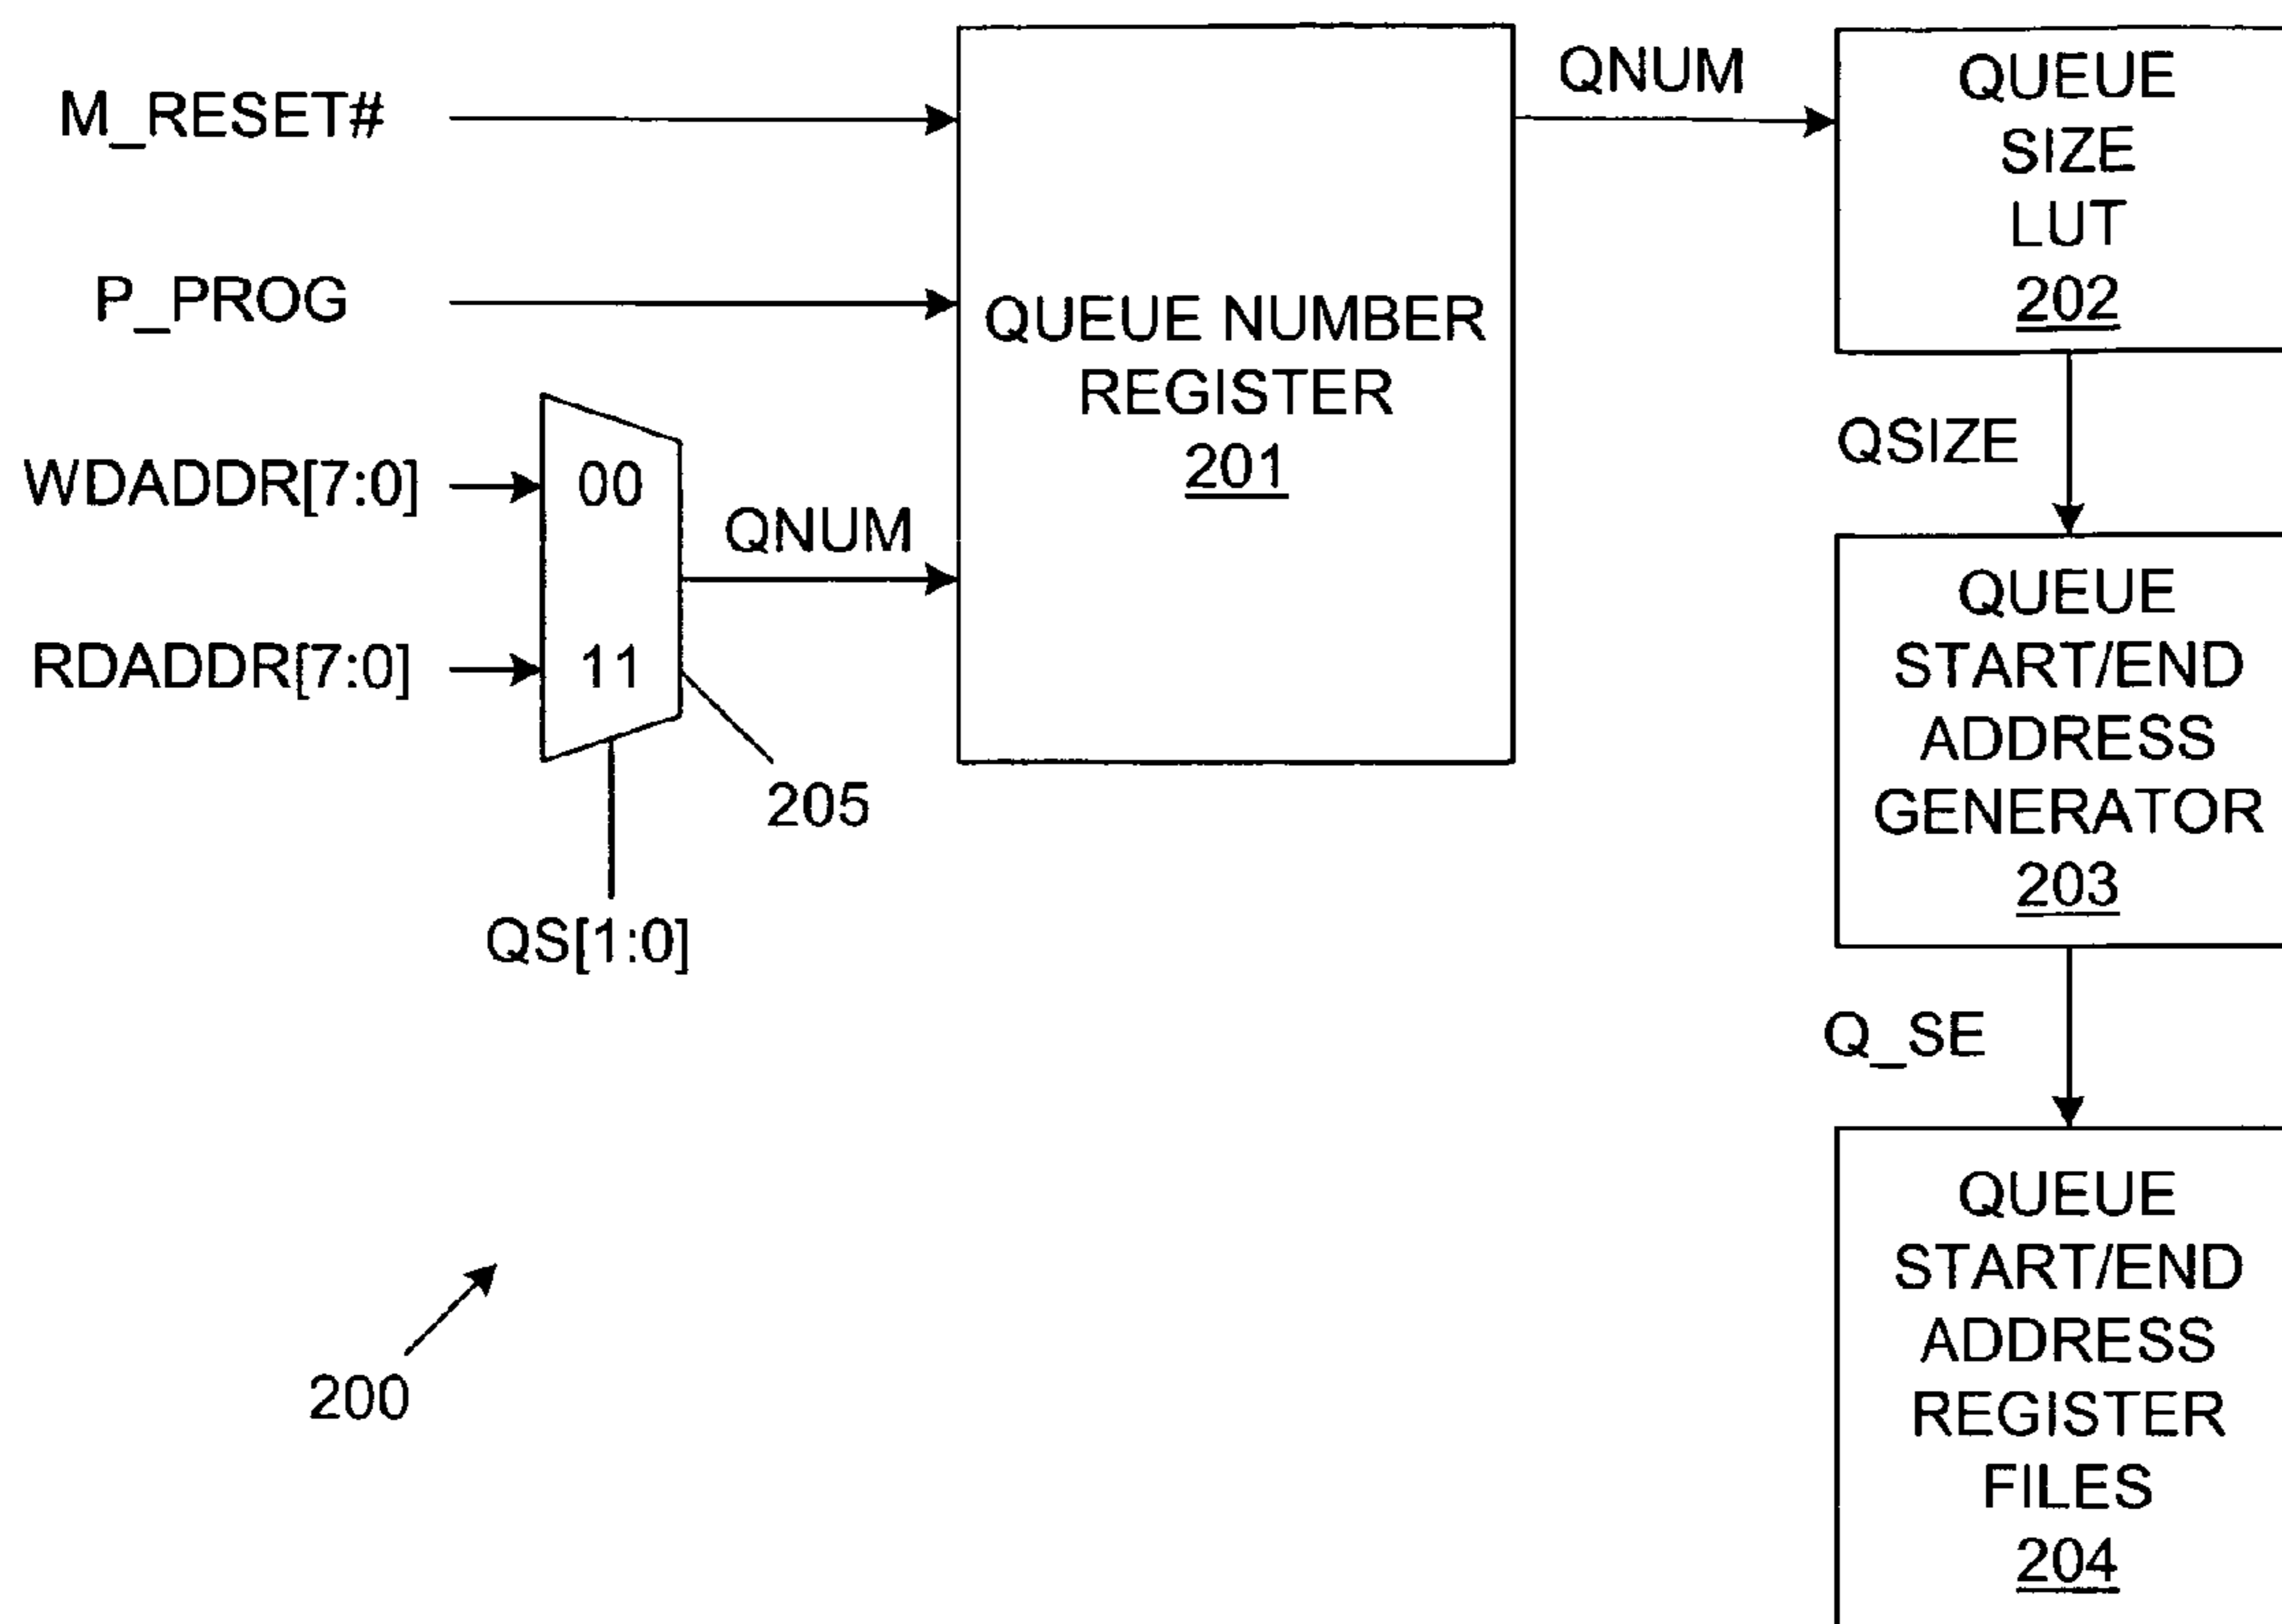 M_RESET#
P_PROG
WDADDR[7:0]
RDADDR[7:0]
00
11
QS[1:0]
205
QNUM
QUEUE NUMBER
REGISTER
201
QNUM
QUEUE
SIZE
LUT
202
QSIZE
QUEUE
START/END
ADDRESS
GENERATOR
203
Q_SE
QUEUE
START/END
ADDRESS
REGISTER
FILES
204
200